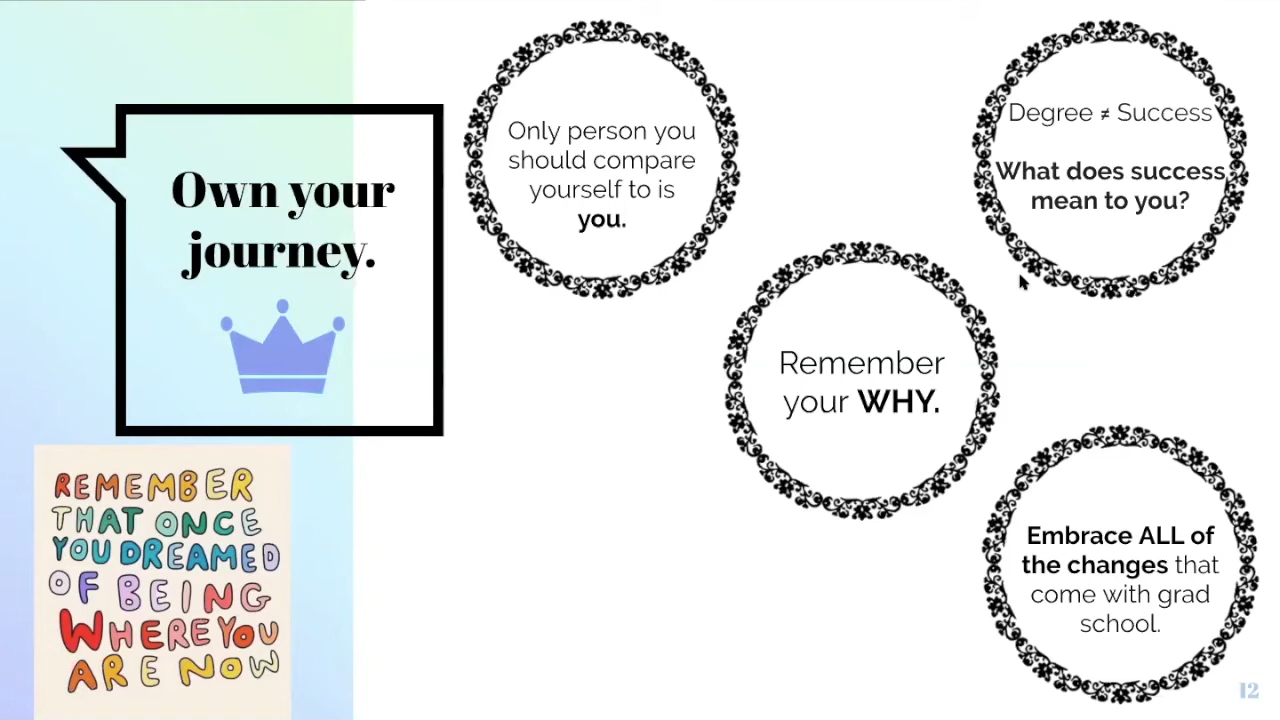 Own your
journey.
REMEMBER
THAT ONCE
YOU DREAMED
OF BEING
WHERE YOU
ARE NOW
Only person you
should compare
yourself to is
you.
Remember
your WHY.
Degree ≠ Success
What does success
mean to you?
Embrace ALL of
the changes that
come with grad
school.
12